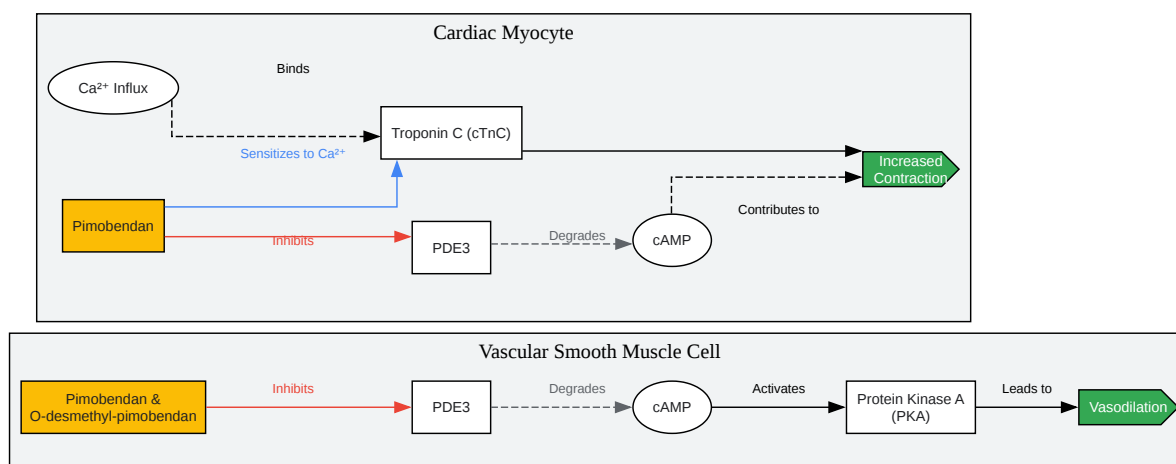 Cardiac Myocyte
Binds
Ca²⁺ Influx
Troponin C (cTnC)
Sensitizes to Ca²⁺
Increased
Contraction
Pimobendan
Contributes to
Inhibits
PDE3
Degrades
cAMP
Vascular Smooth Muscle Cell
Pimobendan &
O-desmethyl-pimobendan
Inhibits
PDE3
Degrades
cAMP
Activates
Protein Kinase A
(PKA)
Leads to
Vasodilation